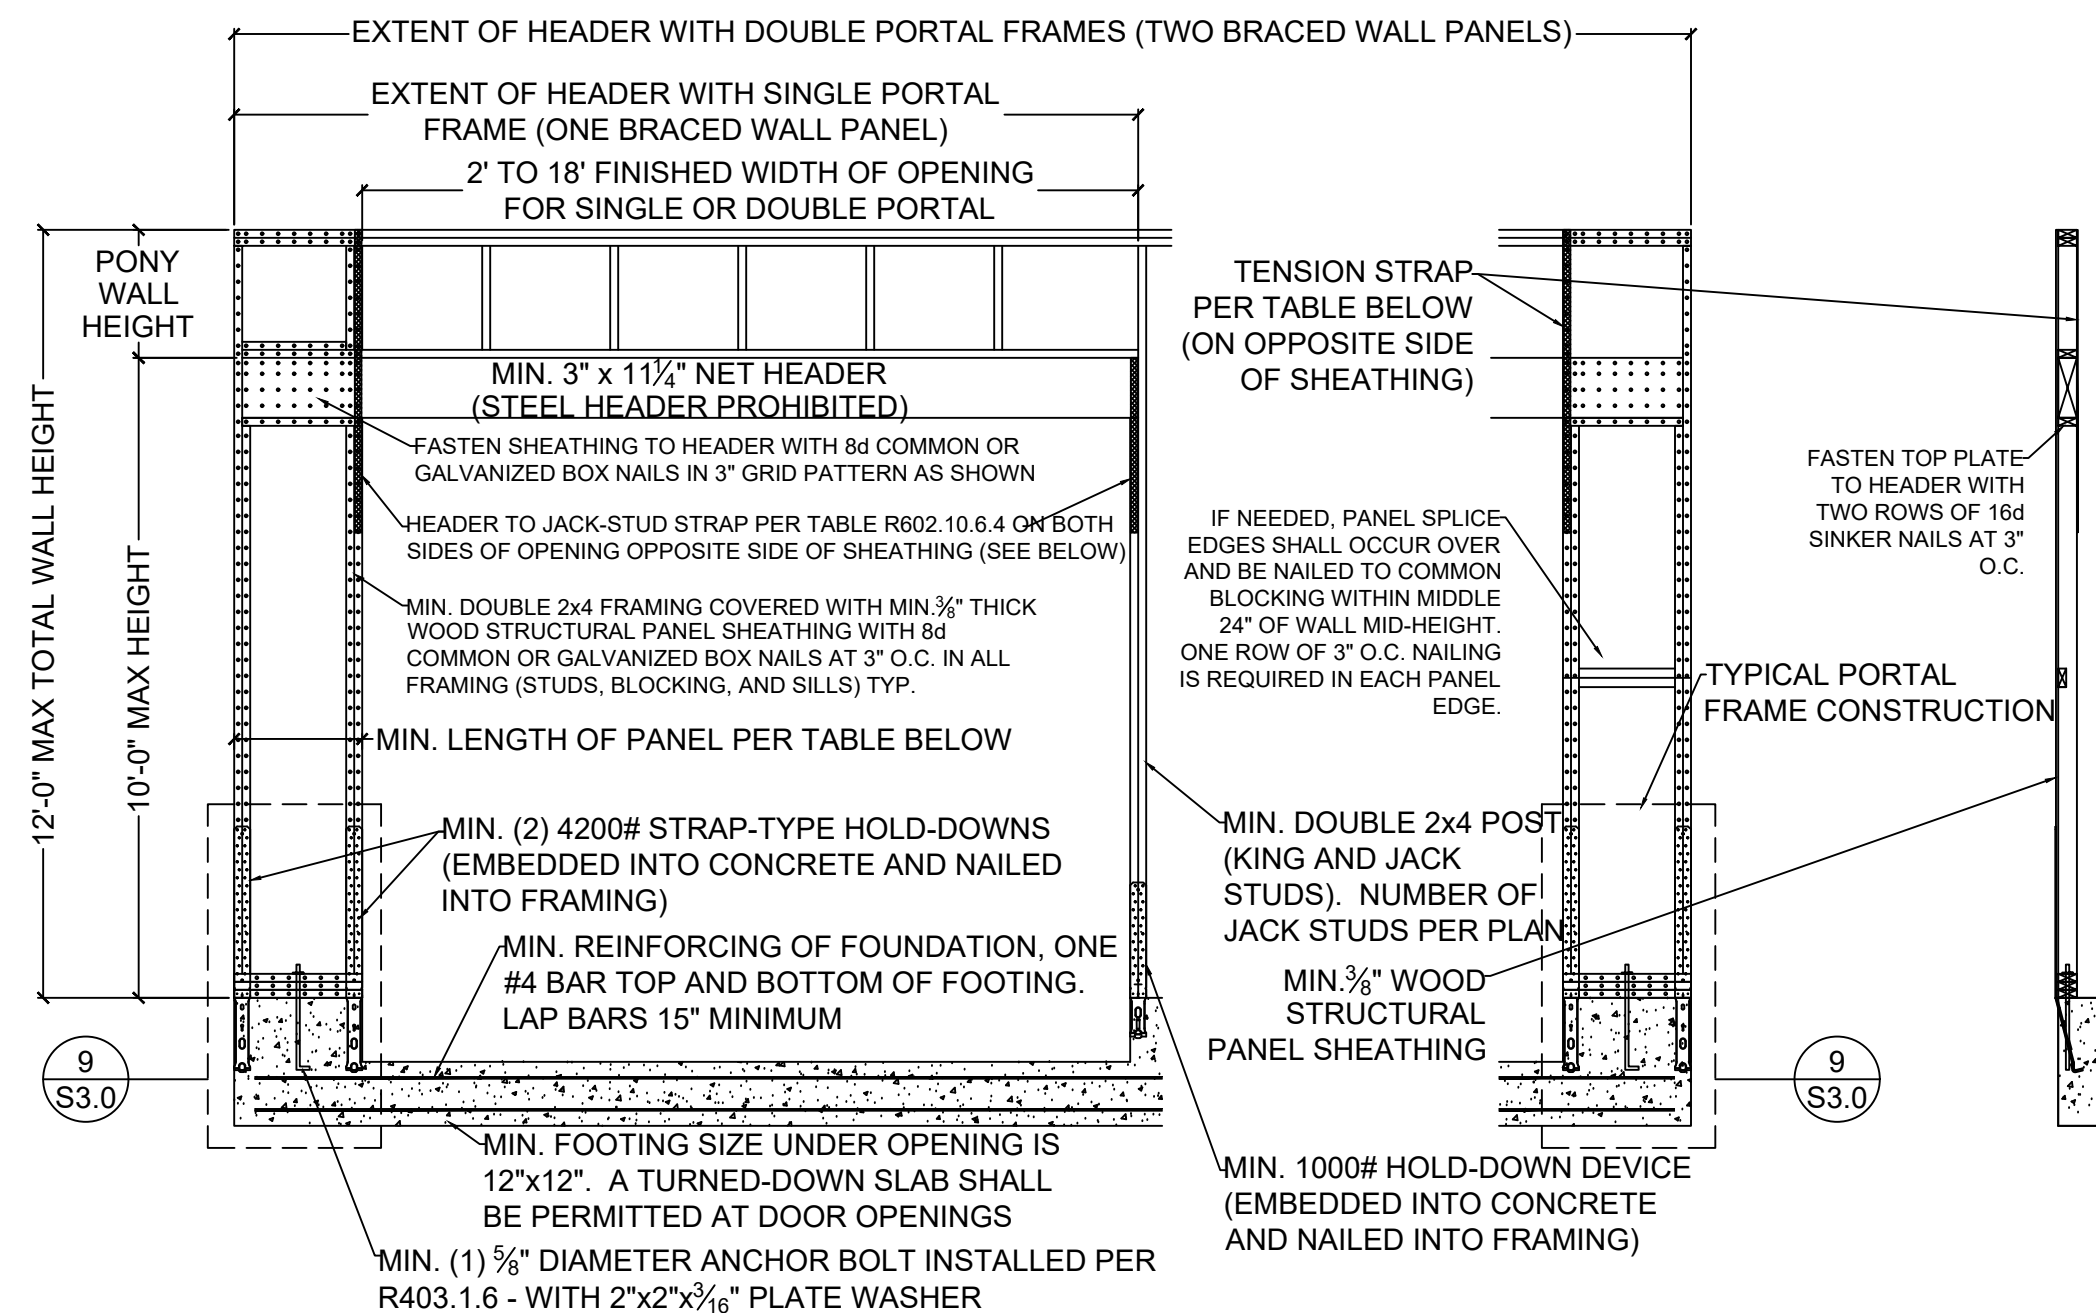 EXTENT OF HEADER WITH DOUBLE PORTAL FRAMES (TWO BRACED WALL PANELS)
EXTENT OF HEADER WITH SINGLE PORTAL
FRAME (ONE BRACED WALL PANEL)
2' TO 18' FINISHED WIDTH OF OPENING
FOR SINGLE OR DOUBLE PORTAL
PONY
WALL
HEIGHT
12'-0" MAX TOTAL WALL HEIGHT
10'-0" MAX HEIGHT
MIN. 3" x 11¼" NET HEADER
(STEEL HEADER PROHIBITED)
FASTEN SHEATHING TO HEADER WITH 8d COMMON OR
GALVANIZED BOX NAILS IN 3" GRID PATTERN AS SHOWN
HEADER TO JACK-STUD STRAP PER TABLE R602.10.6.4 ON BOTH
SIDES OF OPENING OPPOSITE SIDE OF SHEATHING (SEE BELOW)
MIN. DOUBLE 2x4 FRAMING COVERED WITH MIN.⅜" THICK
WOOD STRUCTURAL PANEL SHEATHING WITH 8d
COMMON OR GALVANIZED BOX NAILS AT 3" O.C. IN ALL
FRAMING (STUDS, BLOCKING, AND SILLS) TYP.
MIN. LENGTH OF PANEL PER TABLE BELOW
MIN. (2) 4200# STRAP-TYPE HOLD-DOWNS
(EMBEDDED INTO CONCRETE AND NAILED
INTO FRAMING)
MIN. REINFORCING OF FOUNDATION, ONE
#4 BAR TOP AND BOTTOM OF FOOTING.
LAP BARS 15" MINIMUM
9
S3.0
MIN. FOOTING SIZE UNDER OPENING IS
12"x12". A TURNED-DOWN SLAB SHALL
BE PERMITTED AT DOOR OPENINGS
MIN. (1) ⅝" DIAMETER ANCHOR BOLT INSTALLED PER
R403.1.6 - WITH 2"x2"x3⁄16" PLATE WASHER
TENSION STRAP
PER TABLE BELOW
(ON OPPOSITE SIDE
OF SHEATHING)
IF NEEDED, PANEL SPLICE
EDGES SHALL OCCUR OVER
AND BE NAILED TO COMMON
BLOCKING WITHIN MIDDLE
24" OF WALL MID-HEIGHT.
ONE ROW OF 3" O.C. NAILING
IS REQUIRED IN EACH PANEL
EDGE.
MIN. DOUBLE 2x4 POST
(KING AND JACK
STUDS). NUMBER OF
JACK STUDS PER PLAN
MIN.⅜" WOOD
STRUCTURAL
PANEL SHEATHING
MIN. 1000# HOLD-DOWN DEVICE
(EMBEDDED INTO CONCRETE
AND NAILED INTO FRAMING)
FASTEN TOP PLATE
TO HEADER WITH
TWO ROWS OF 16d
SINKER NAILS AT 3"
O.C.
TYPICAL PORTAL
FRAME CONSTRUCTION
9
S3.0